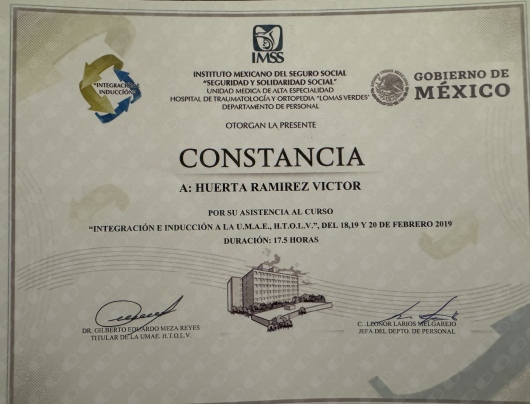 IMSS
INSTITUTO MEXICANO DEL SEGURO SOCIAL
"SEGURIDAD Y SOLIDARIDAD SOCIAL"
UNIDAD MEDICA DE ALTA ESPECIALIDAD
HOSPITAL DE TRAUMATOLOGÍA Y ORTOPEDIA "LOMAS VERDES"
DEPARTAMENTO DE PERSONAL
"INTEGRACIÓN E
INDUCCIÓN"
GOBIERNO DE
MÉXICO
OTORGAN LA PRESENTE
CONSTANCIA
A: HUERTA RAMIREZ VICTOR
POR SU ASISTENCIA AL CURSO
"INTEGRACIÓN E INDUCCIÓN A LA U.M.A.E., H.T.O.L.V.", DEL 18,19 Y 20 DE FEBRERO 2019
DURACIÓN: 17.5 HORAS
DR. GILBERTO EDUARDO MEZA REYES
TITULAR DE LA UMAE. H.T.O.L.V.
C. LEONOR LARIOS MELGAREJO
JEFA DEL DEPTO. DE PERSONAL